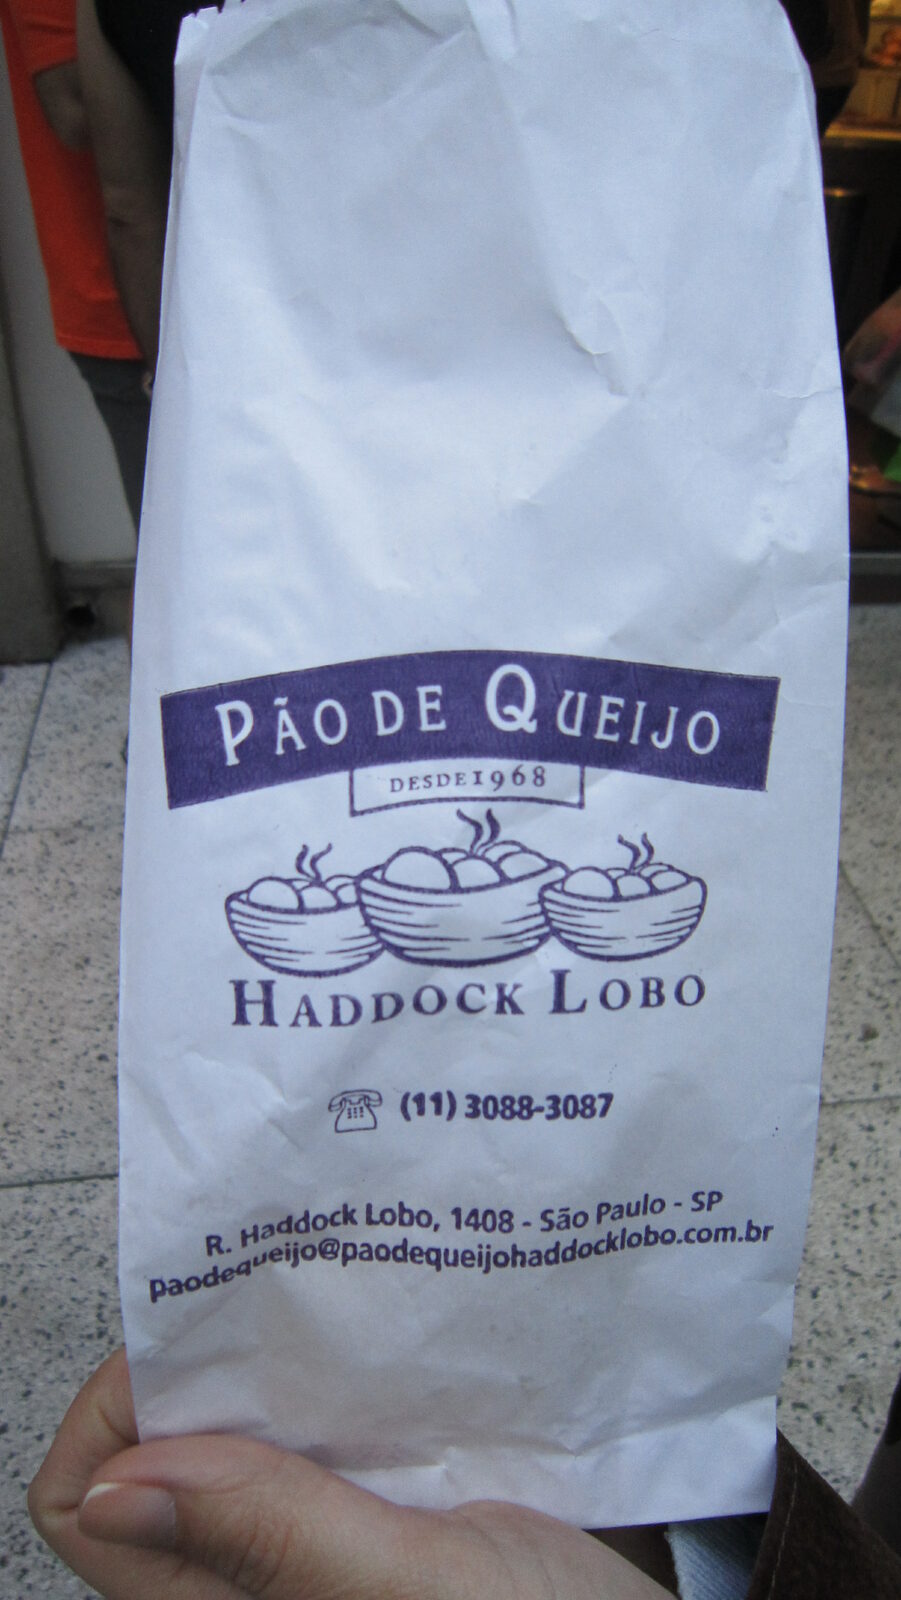 PÃO DE QUEIJO
DESDE 1968
HADDOCK LOBO
(11) 3088-3087
R. Haddock Lobo, 1408 - São Paulo - SP
paodequeijo@paodequeijohaddocklobo.com.br